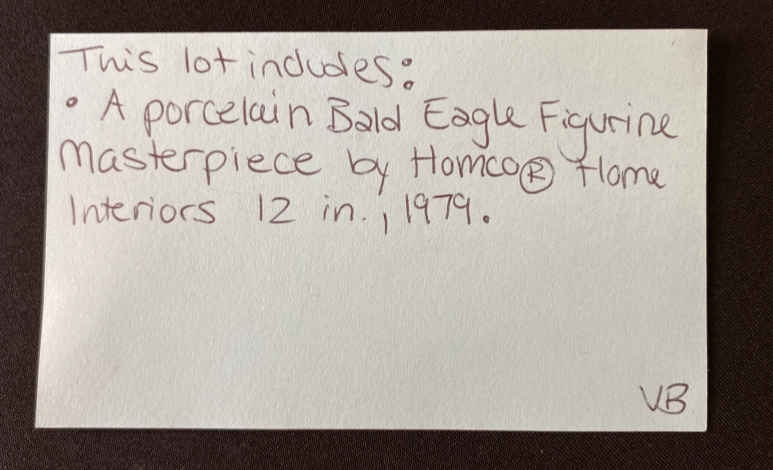 This lot includes:
• A porcelain Bald Eagle Figurine
Masterpiece by Homco® Home
Interiors 12 in., 1979.
VB